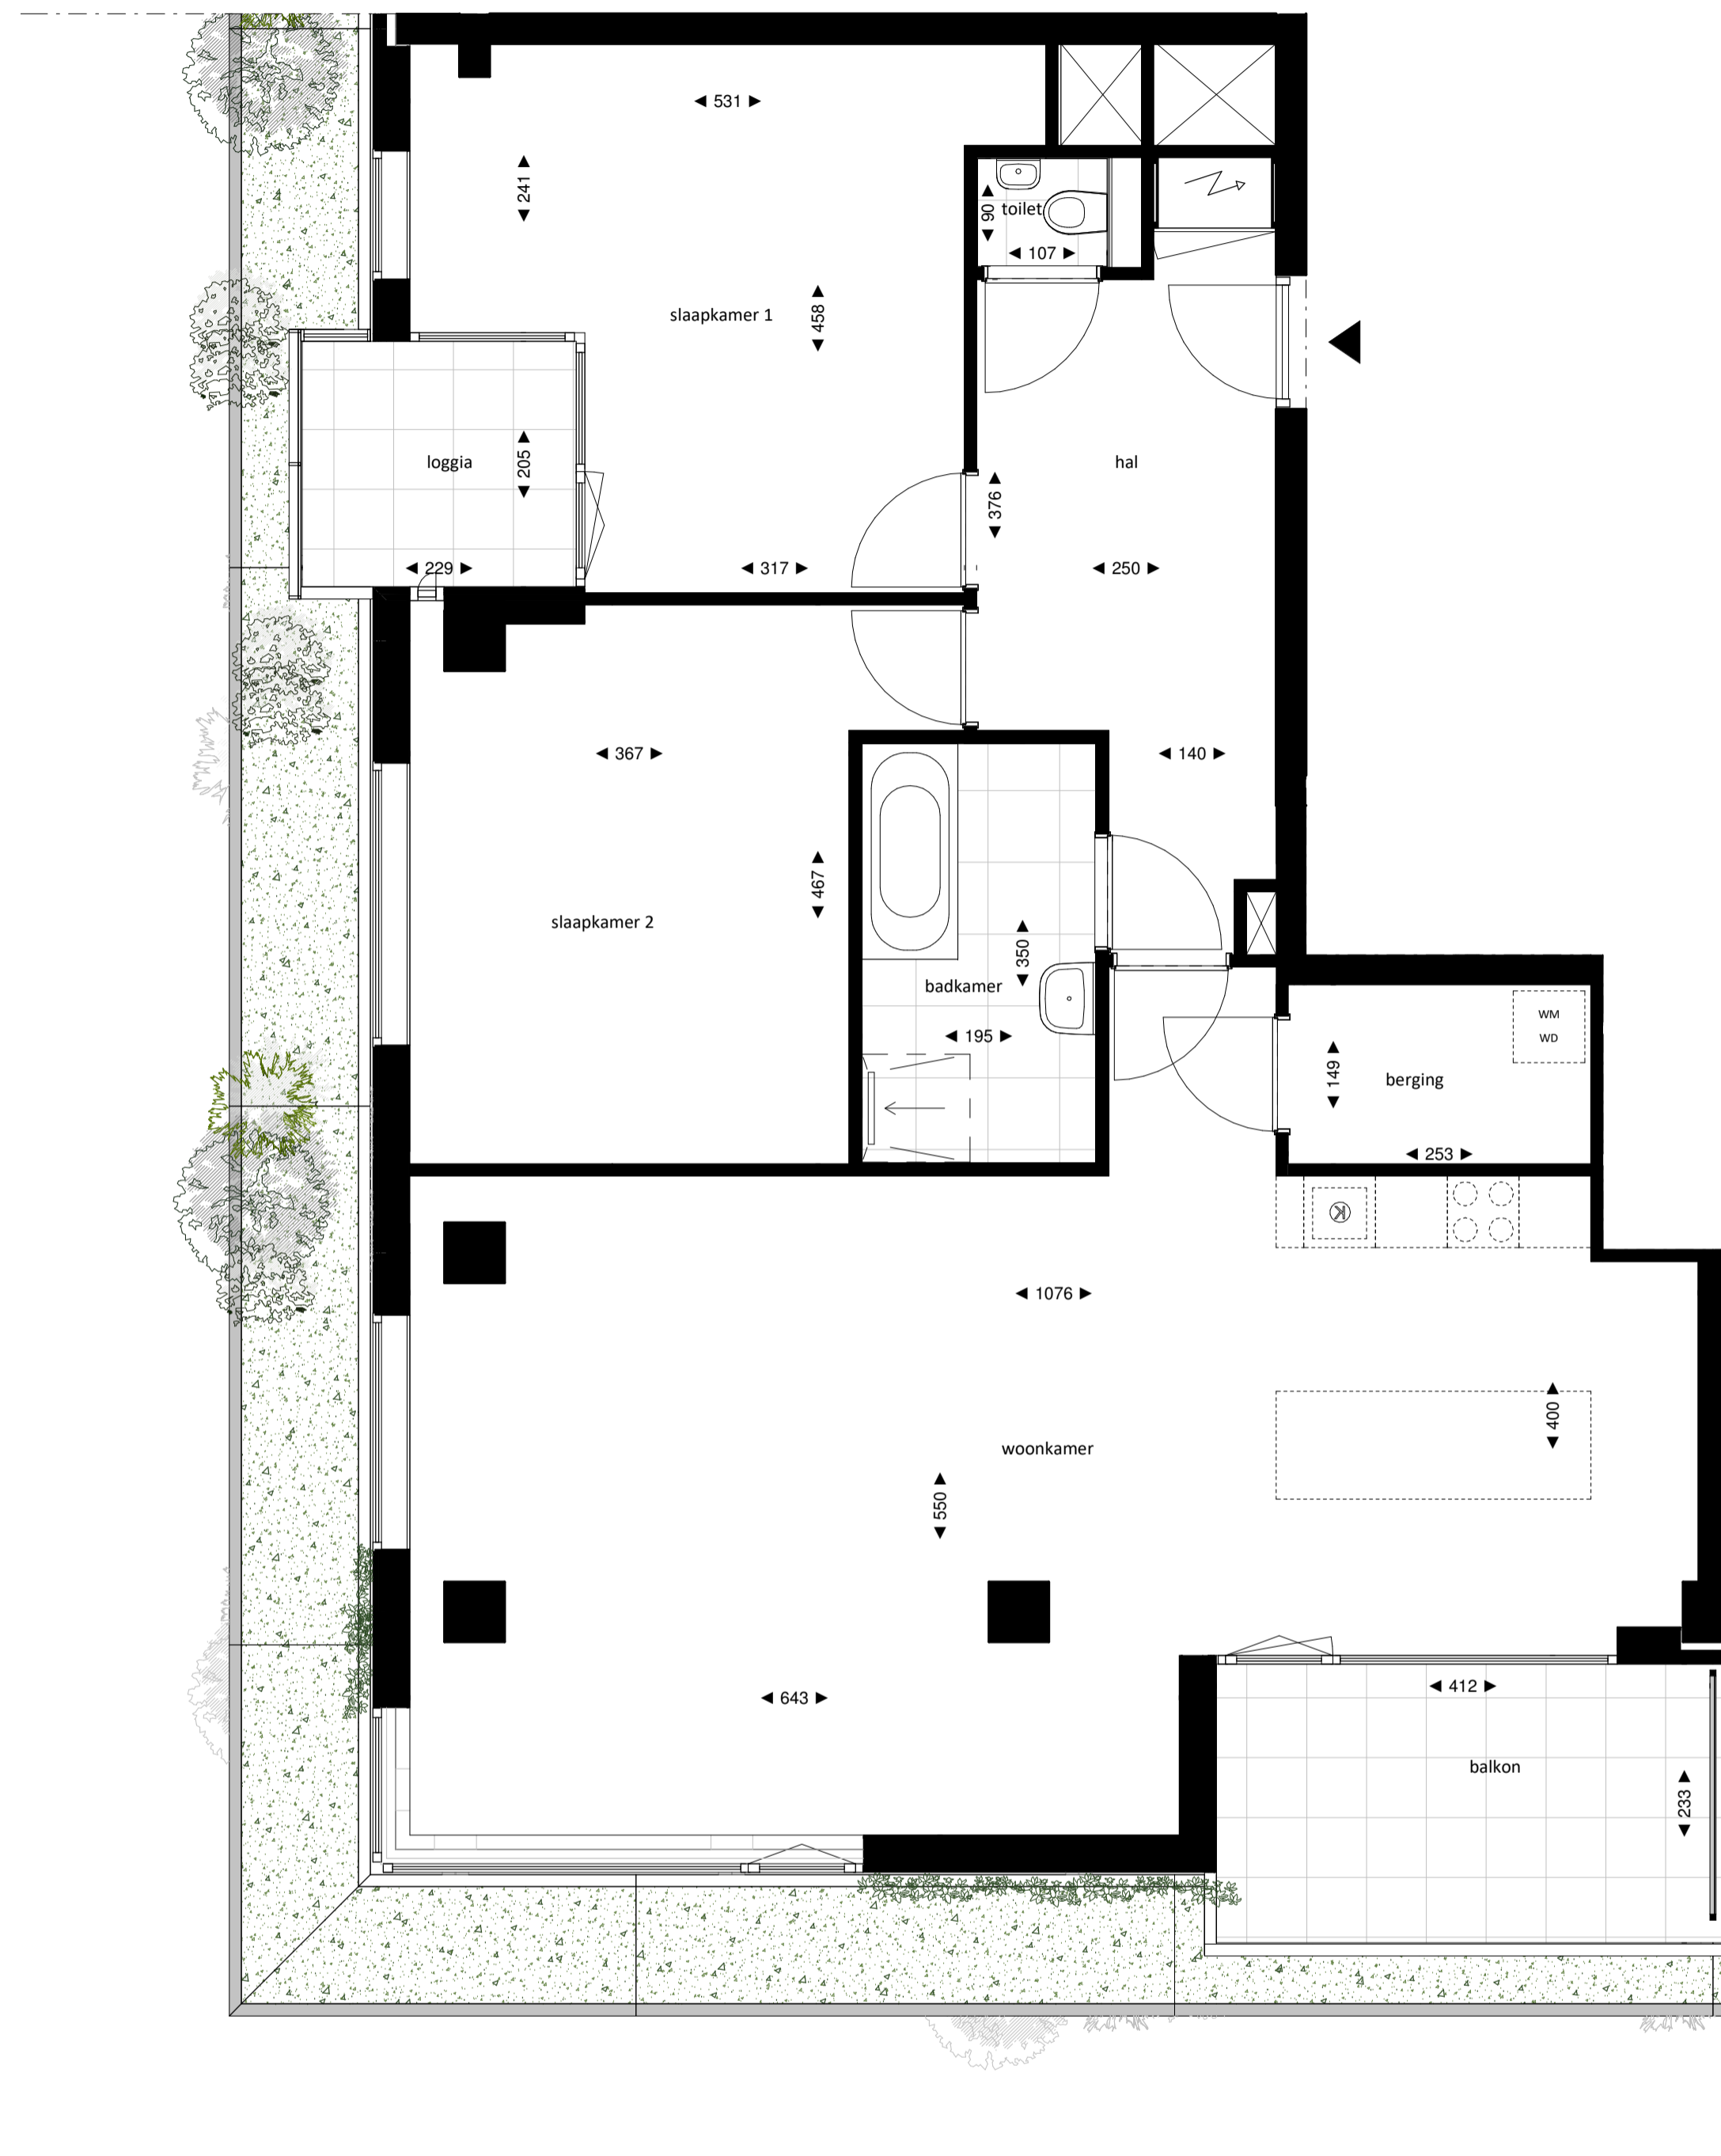 531
241
toilet
90
107
slaapkamer 1
458
loggia
205
hal
376
229
317
250
367
140
467
slaapkamer 2
350
badkamer
195
WM
WD
149
berging
253
K
1076
400
woonkamer
550
643
412
balkon
233